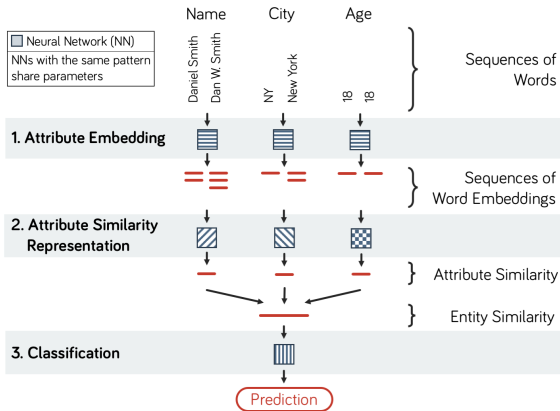 Name City Age
Neural Network (NN)
NNs with the same pattern
share parameters
Daniel Smith
Dan W. Smith
NY
New York
18
18
Sequences of
Words
1. Attribute Embedding
Sequences of
Word Embeddings
2. Attribute Similarity
Representation
Attribute Similarity
Entity Similarity
3. Classification
Prediction